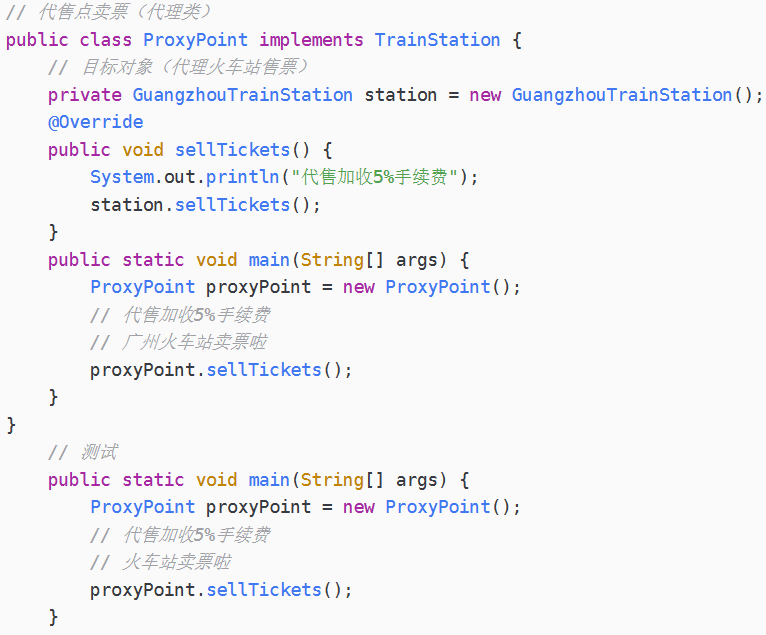 // 代售点卖票（代理类）
public class ProxyPoint implements TrainStation {
    // 目标对象（代理火车站售票）
    private GuangzhouTrainStation station = new GuangzhouTrainStation();
    @Override
    public void sellTickets() {
        System.out.println("代售加收5%手续费");
        station.sellTickets();
    }
    public static void main(String[] args) {
        ProxyPoint proxyPoint = new ProxyPoint();
        // 代售加收5%手续费
        // 广州火车站卖票啦
        proxyPoint.sellTickets();
    }
}
    // 测试
    public static void main(String[] args) {
        ProxyPoint proxyPoint = new ProxyPoint();
        // 代售加收5%手续费
        // 火车站卖票啦
        proxyPoint.sellTickets();
    }